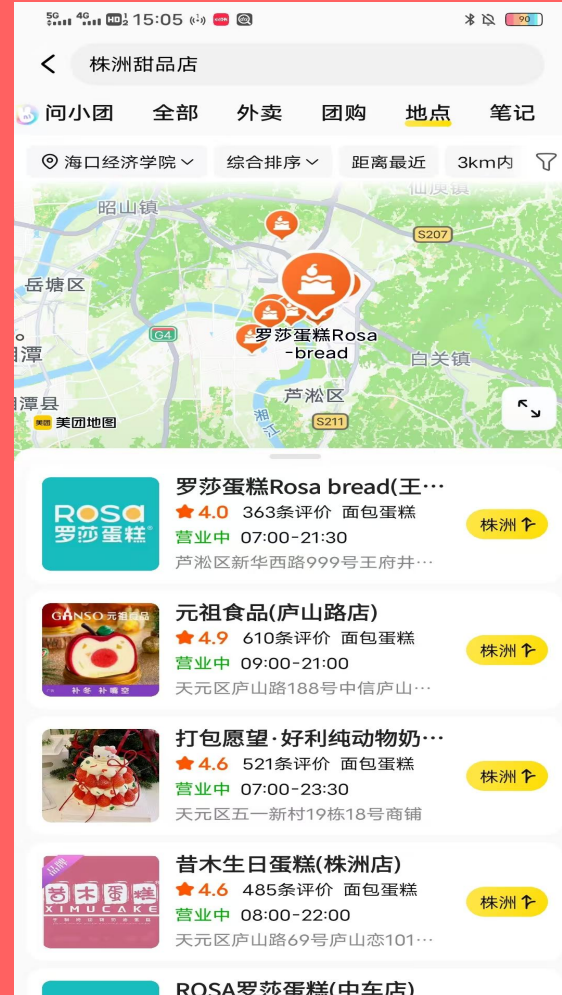 5G 4G HD 2 15:05 90
株洲甜品店
问小团 全部 外卖 团购 地点 笔记
海口经济学院 综合排序 距离最近 3km内
昭山镇
仙庾镇
S207
岳塘区
G4
罗莎蛋糕Rosa
-bread
湘潭
白关镇
芦淞区
湘潭县
湘江
S211
美团 美团地图
罗莎蛋糕Rosa bread(王…
ROSa
罗莎蛋糕
4.0 363条评价 面包蛋糕
株洲
营业中 07:00-21:30
芦淞区新华西路999号王府井…
元祖食品(庐山路店)
GANSO 元祖食品
4.9 610条评价 面包蛋糕
株洲
营业中 09:00-21:00
补冬 补嘴空
天元区庐山路188号中信庐山…
打包愿望·好利纯动物奶…
4.6 521条评价 面包蛋糕
株洲
营业中 07:00-23:30
天元区五一新村19栋18号商铺
昔木生日蛋糕(株洲店)
品牌
昔木蛋糕
XIMUCAKE
4.6 485条评价 面包蛋糕
株洲
营业中 08:00-22:00
天元区庐山路69号庐山恋101…
ROSA罗莎蛋糕(中车店)